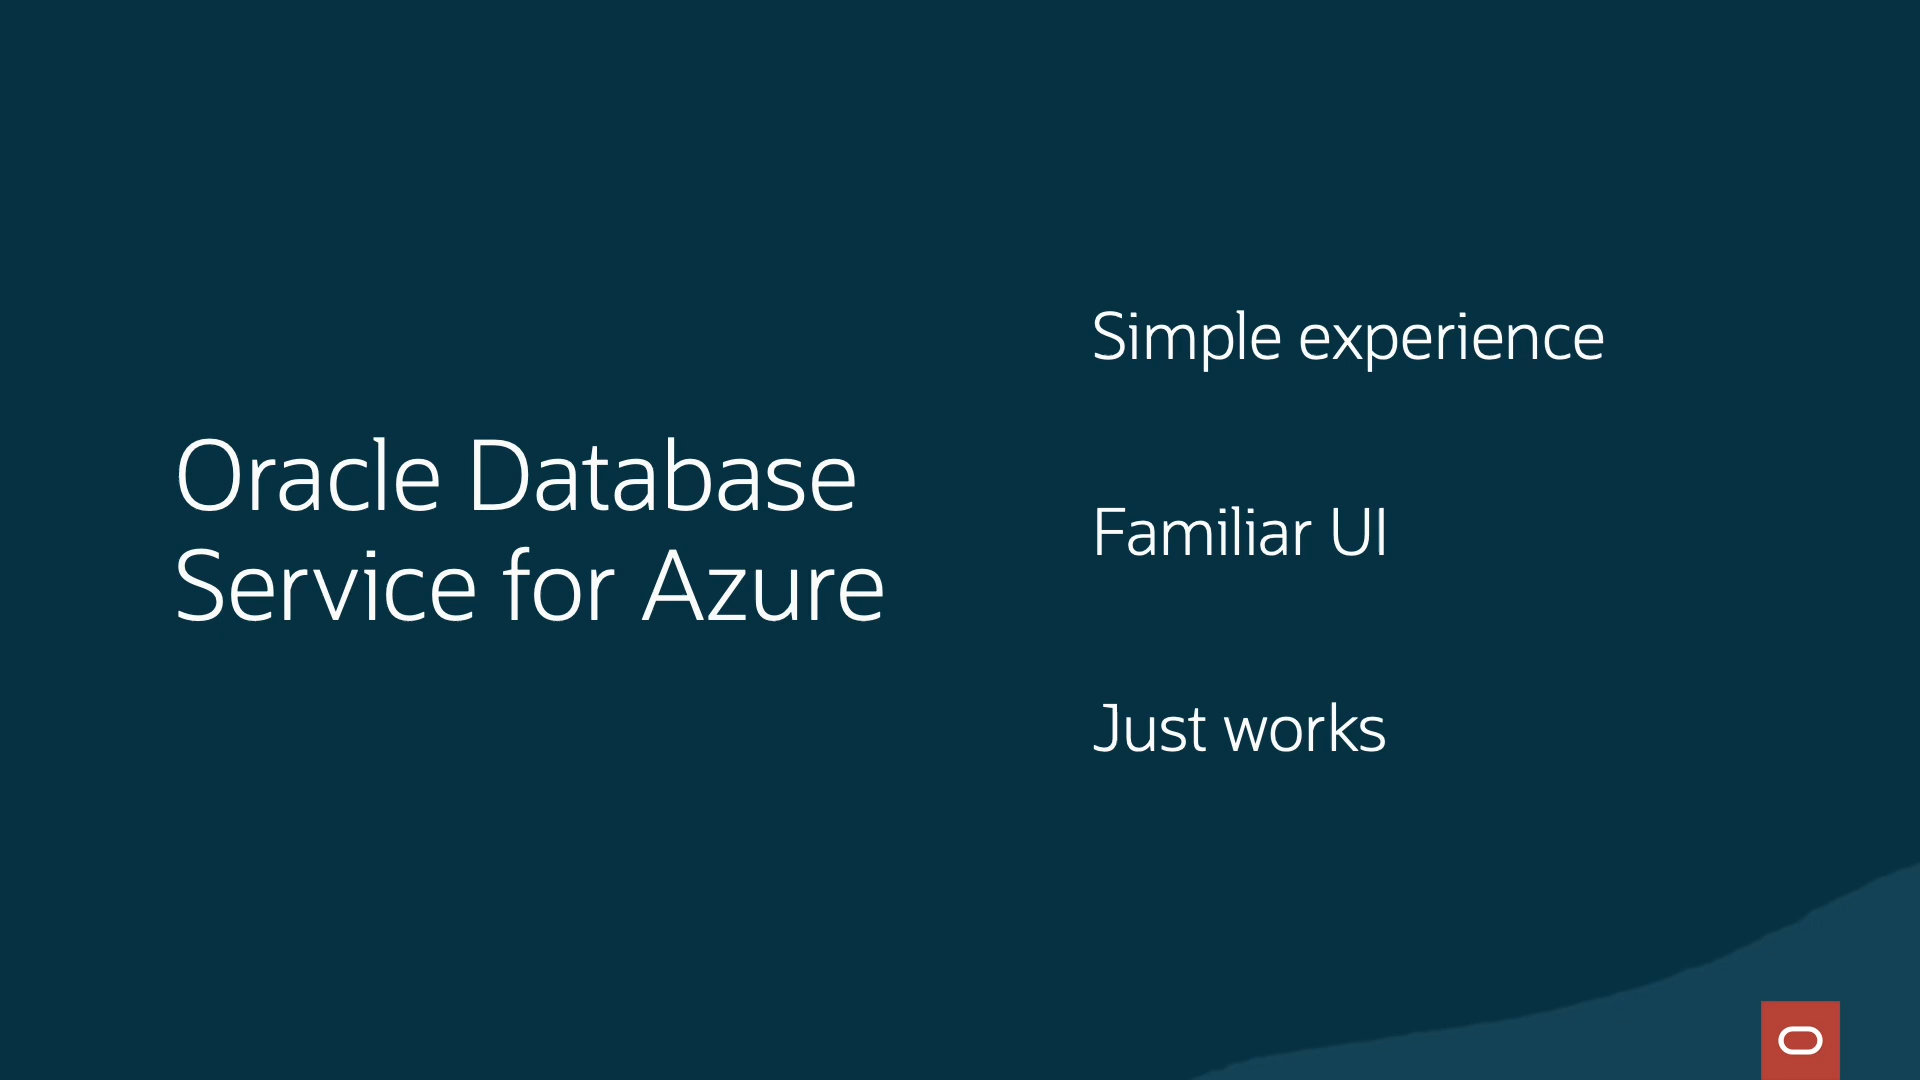 Oracle Database
Service for Azure
Simple experience
Familiar UI
Just works